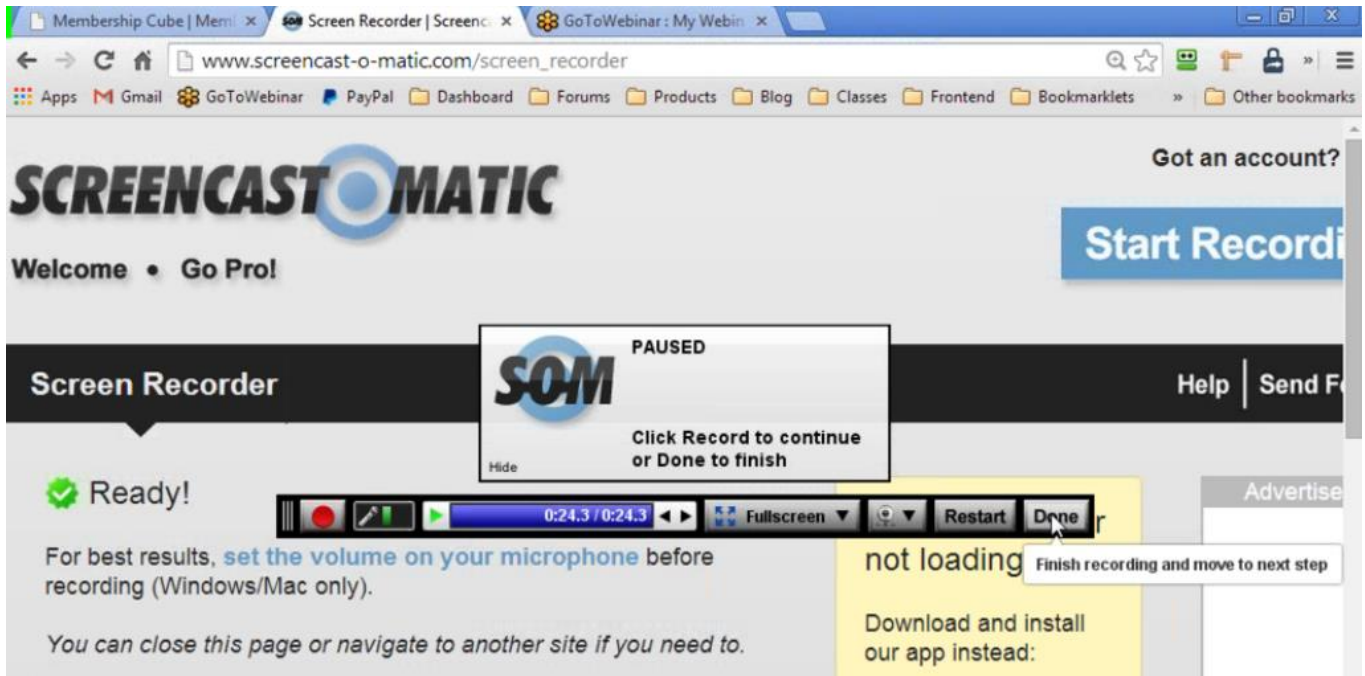 Membership Cube | Meml
Screen Recorder | Screenca
GoToWebinar : My Webin
www.screencast-o-matic.com/screen_recorder
Apps Gmail GoToWebinar PayPal Dashboard Forums Products Blog Classes Frontend Bookmarklets » Other bookmarks
SCREENCAST O MATIC
Got an account?
Start Recordi
Welcome • Go Pro!
SOM
PAUSED
Click Record to continue
or Done to finish
Hide
Screen Recorder
Help | Send F
Ready!
0:24.3 / 0:24.3 Fullscreen Restart Done
Advertise
For best results, set the volume on your microphone before
recording (Windows/Mac only).
You can close this page or navigate to another site if you need to.
not loading
Finish recording and move to next step
Download and install
our app instead: